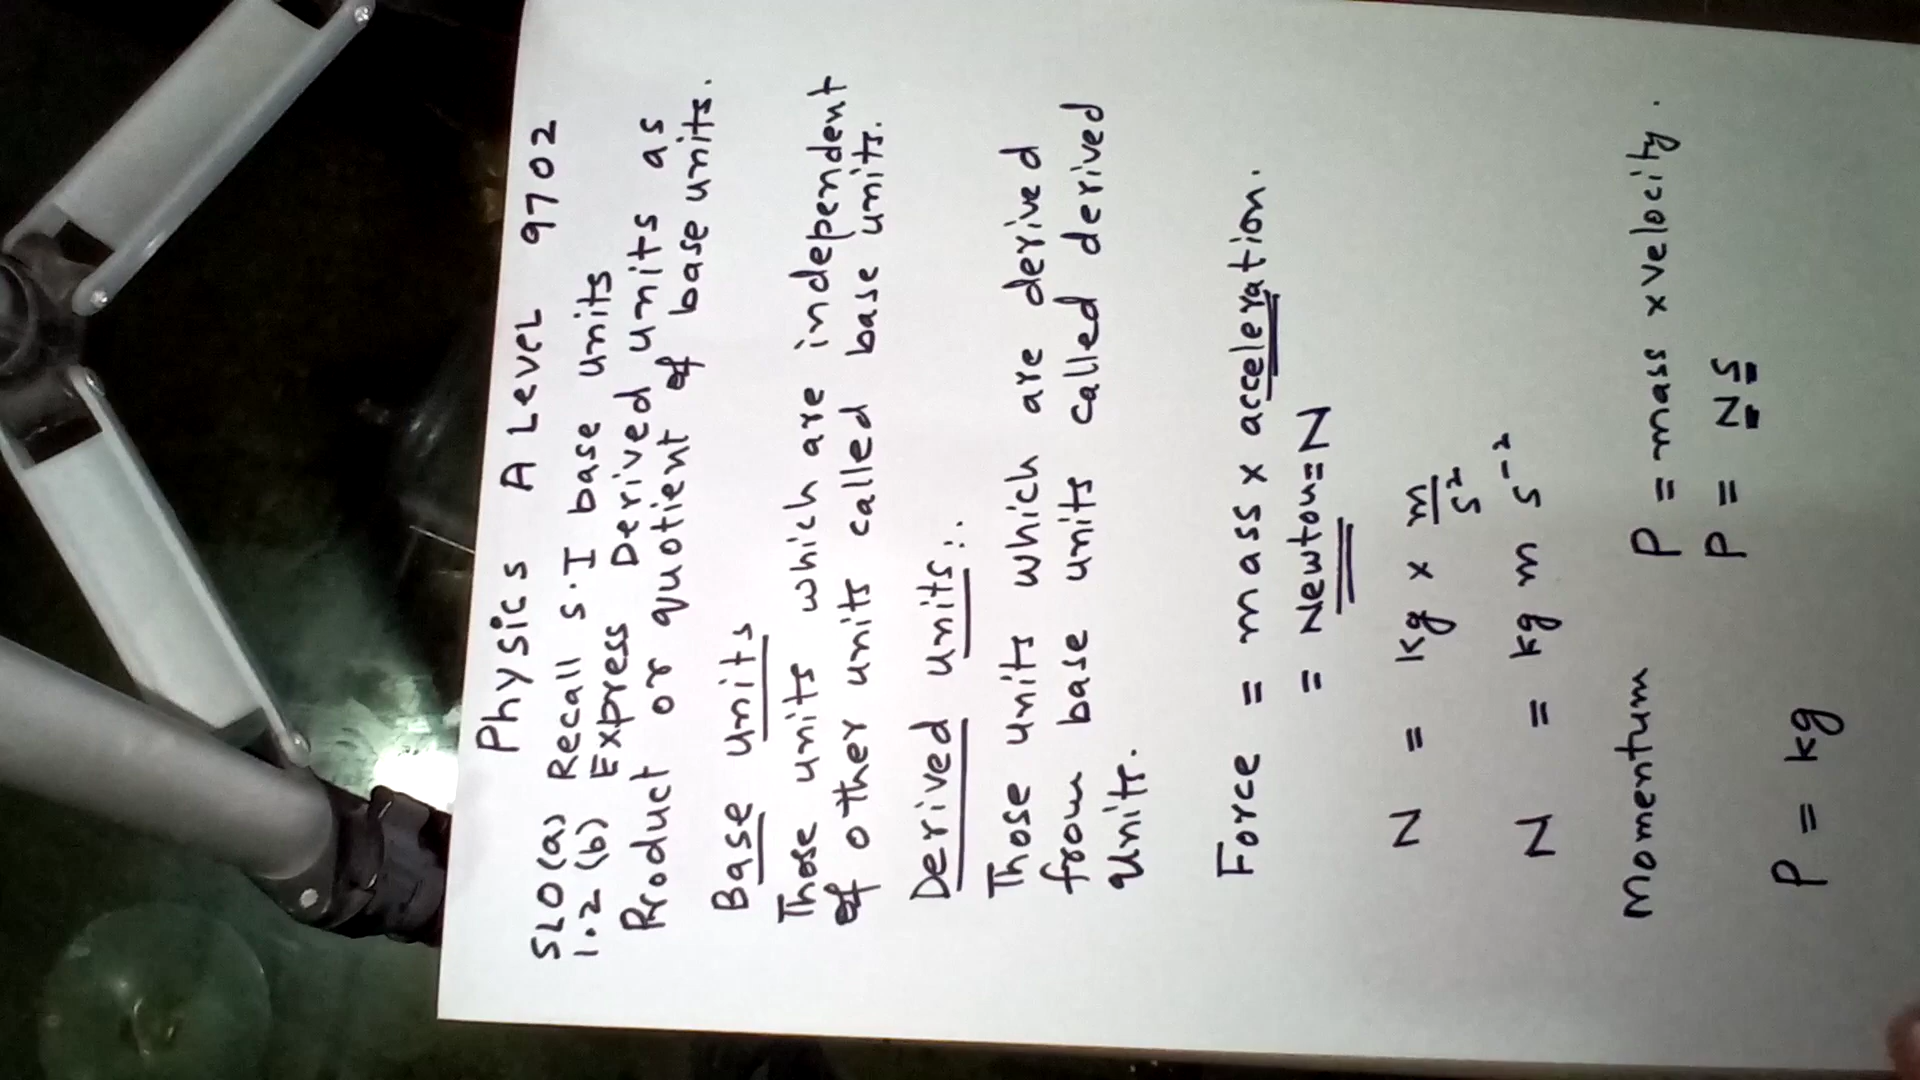 Physics A Level 9702
SLO (a) Recall S.I base units
1.2 (b) Express Derived units as
Product or quotient of base units.
Base units
Those units which are independent
of other units called base units.
Derived units:.
Those units which are derived
from base units called derived
units.
Force = mass x acceleration.
= Newton = N
N = kg x m/s²
N = kg m s⁻²
Momentum P = mass x velocity.
P = N S
P = kg